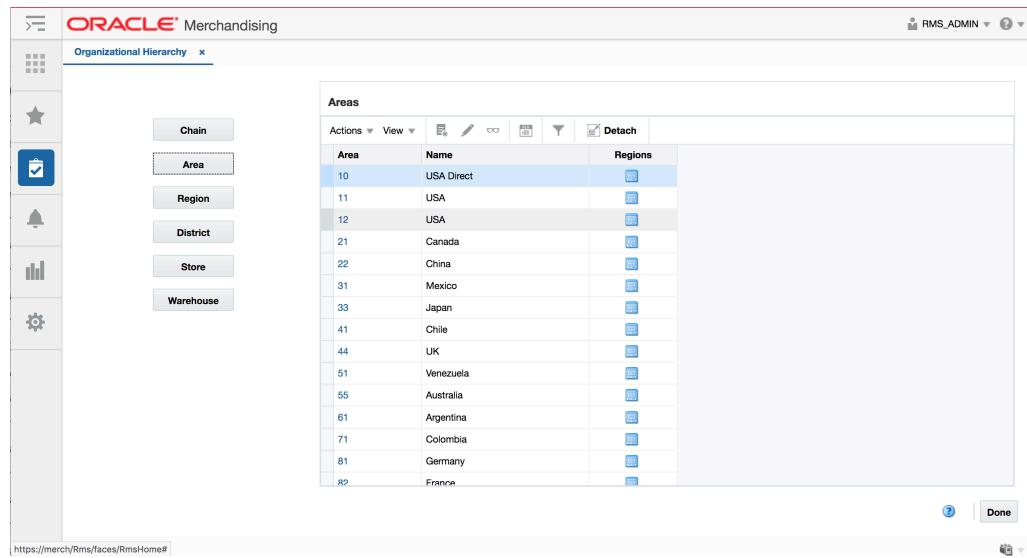 ORACLE® Merchandising
RMS_ADMIN
Organizational Hierarchy x
Chain
Area
Region
District
Store
Warehouse
Areas
Actions View Detach
Area Name Regions
10 USA Direct
11 USA
12 USA
21 Canada
22 China
31 Mexico
33 Japan
41 Chile
44 UK
51 Venezuela
55 Australia
61 Argentina
71 Colombia
81 Germany
82 France
? Done
https://merch/Rms/faces/RmsHome#